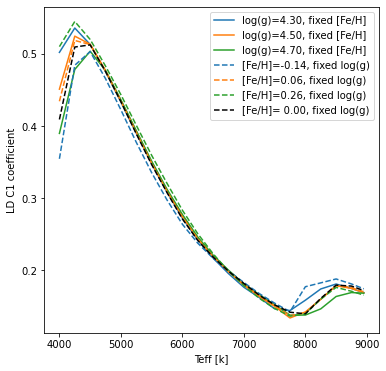 log(g)=4.30, fixed [Fe/H]
log(g)=4.50, fixed [Fe/H]
log(g)=4.70, fixed [Fe/H]
[Fe/H]=-0.14, fixed log(g)
[Fe/H]=0.06, fixed log(g)
[Fe/H]=0.26, fixed log(g)
[Fe/H]= 0.00, fixed log(g)
0.5
0.4
0.3
0.2
LD C1 coefficient
4000 5000 6000 7000 8000 9000
Teff [k]